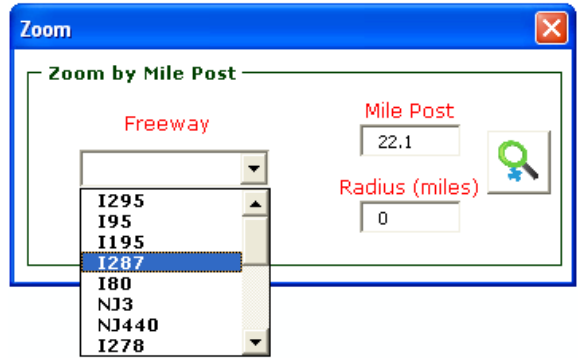 Zoom
Zoom by Mile Post
Freeway
Mile Post
22.1
Radius (miles)
0
I295
I95
I195
I287
I80
NJ3
NJ440
I278